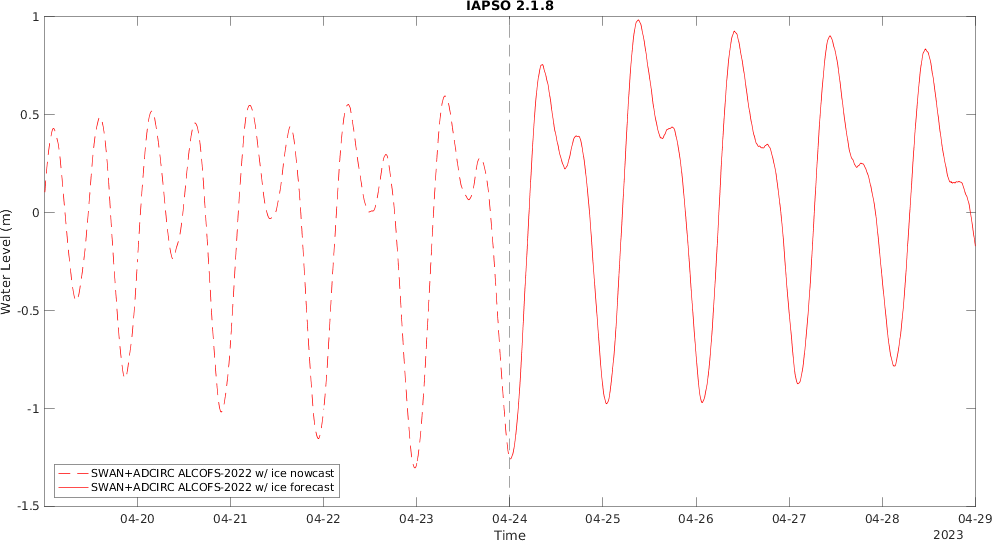 IAPSO 2.1.8
1
0.5
0
-0.5
-1
-1.5
Water Level (m)
SWAN+ADCIRC ALCOFS-2022 w/ ice nowcast
SWAN+ADCIRC ALCOFS-2022 w/ ice forecast
04-20 04-21 04-22 04-23 04-24 04-25 04-26 04-27 04-28 04-29
Time
2023